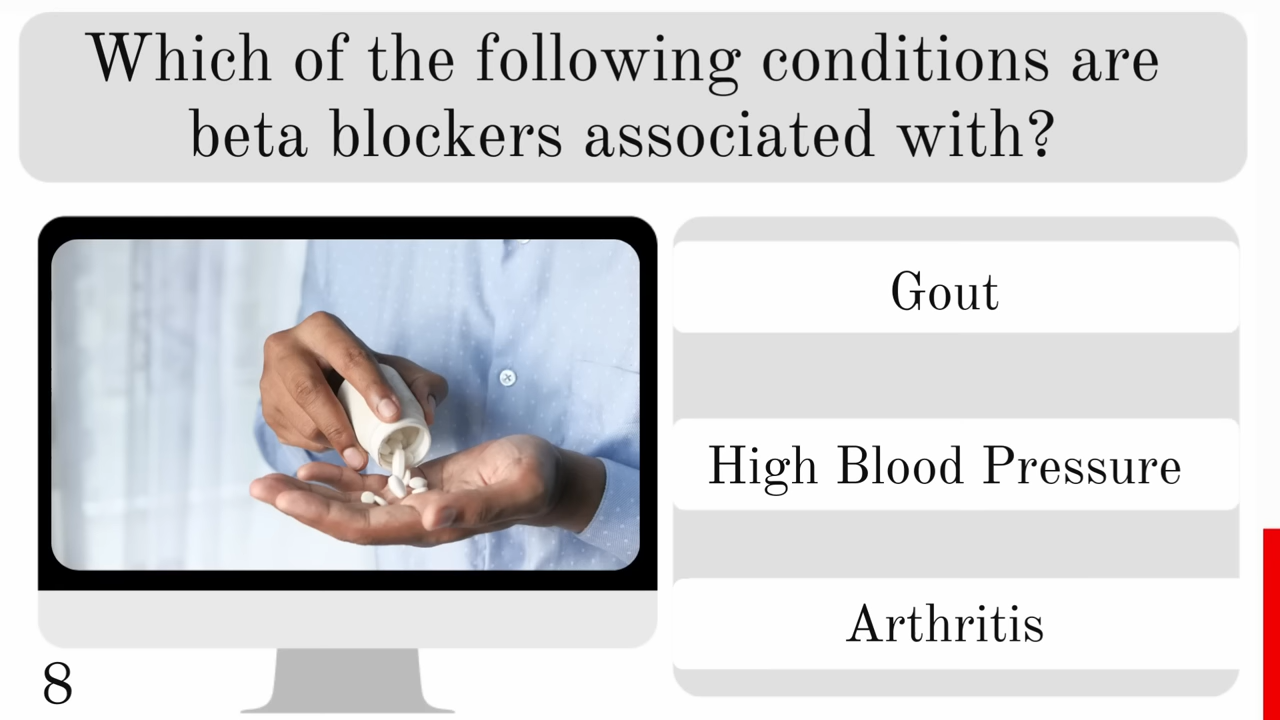 Which of the following conditions are
beta blockers associated with?
Gout
High Blood Pressure
Arthritis
8